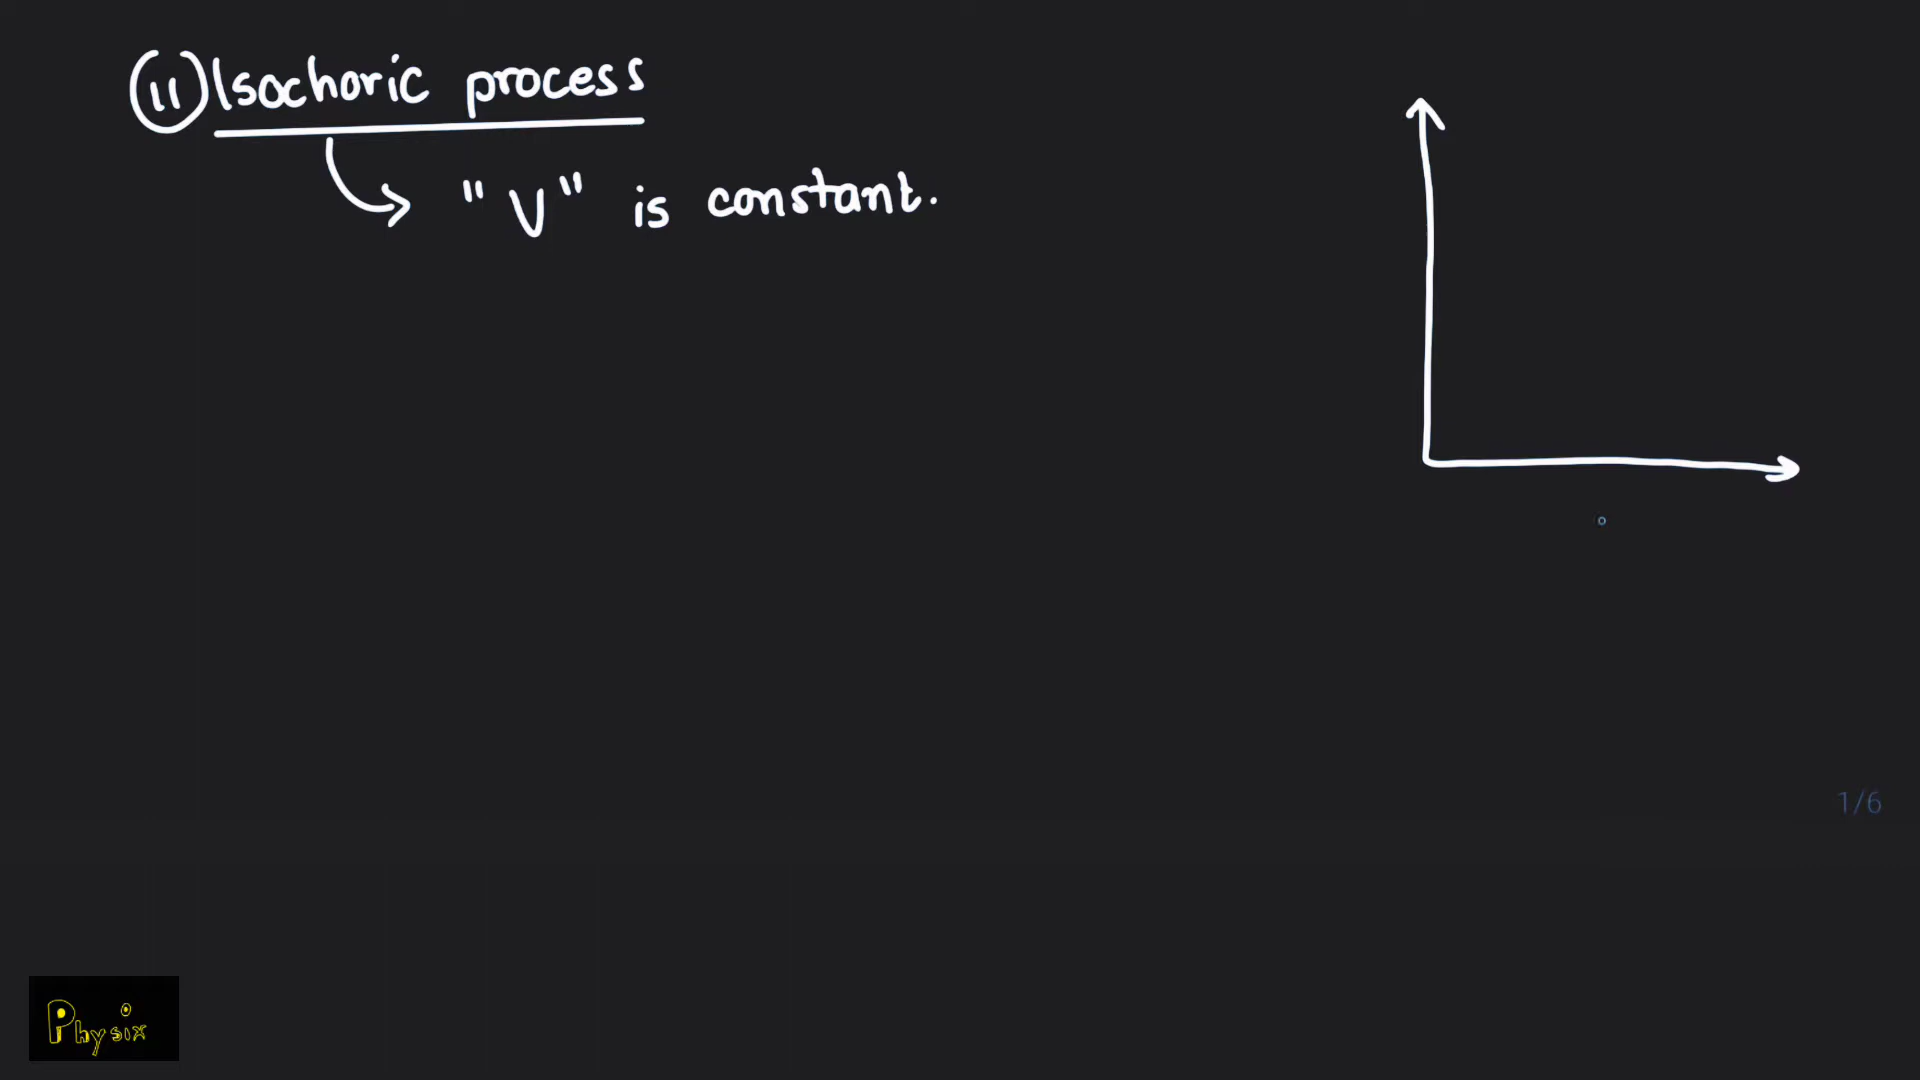 (ii) Isochoric process
"V" is constant.
1/6
Physix